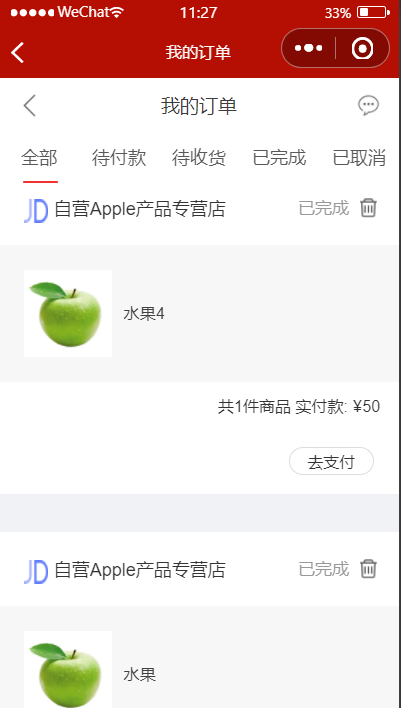 WeChat 11:27 33%
我的订单
我的订单
全部 待付款 待收货 已完成 已取消
JD 自营Apple产品专营店 已完成
水果4
共1件商品 实付款: ¥50
去支付
JD 自营Apple产品专营店 已完成
水果